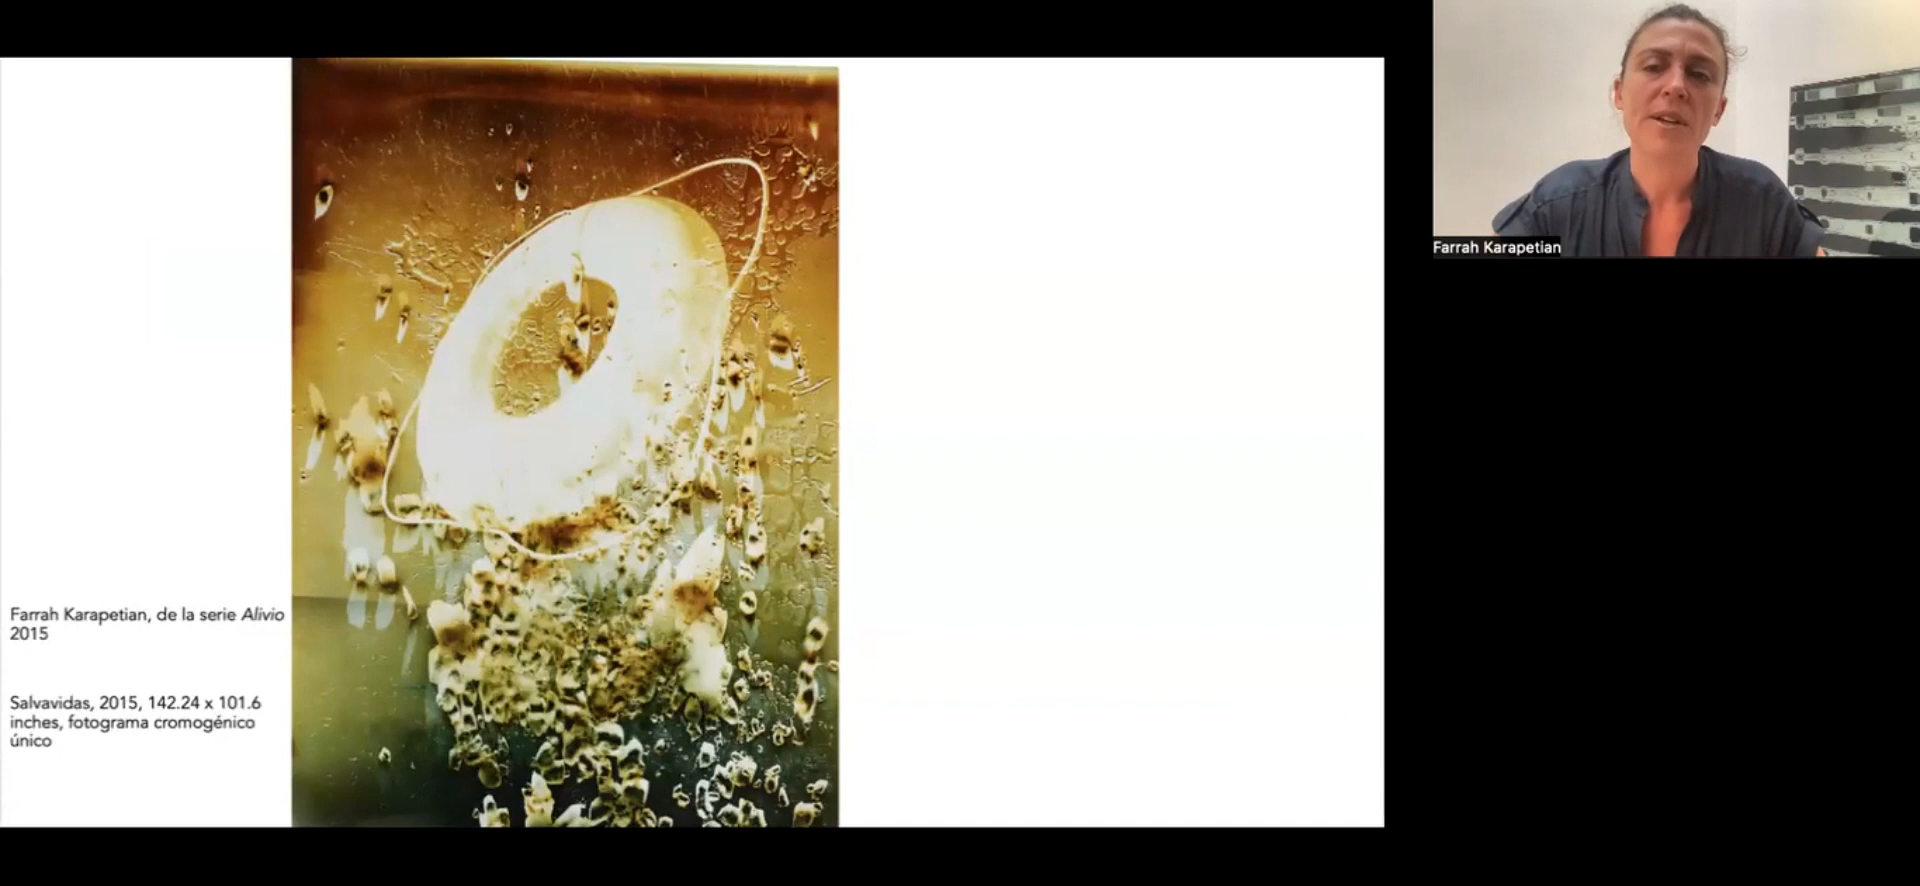 Farrah Karapetian, de la serie Alivio
2015
Salvavidas, 2015, 142.24 x 101.6
inches, fotograma cromogénico
único
Farrah Karapetian